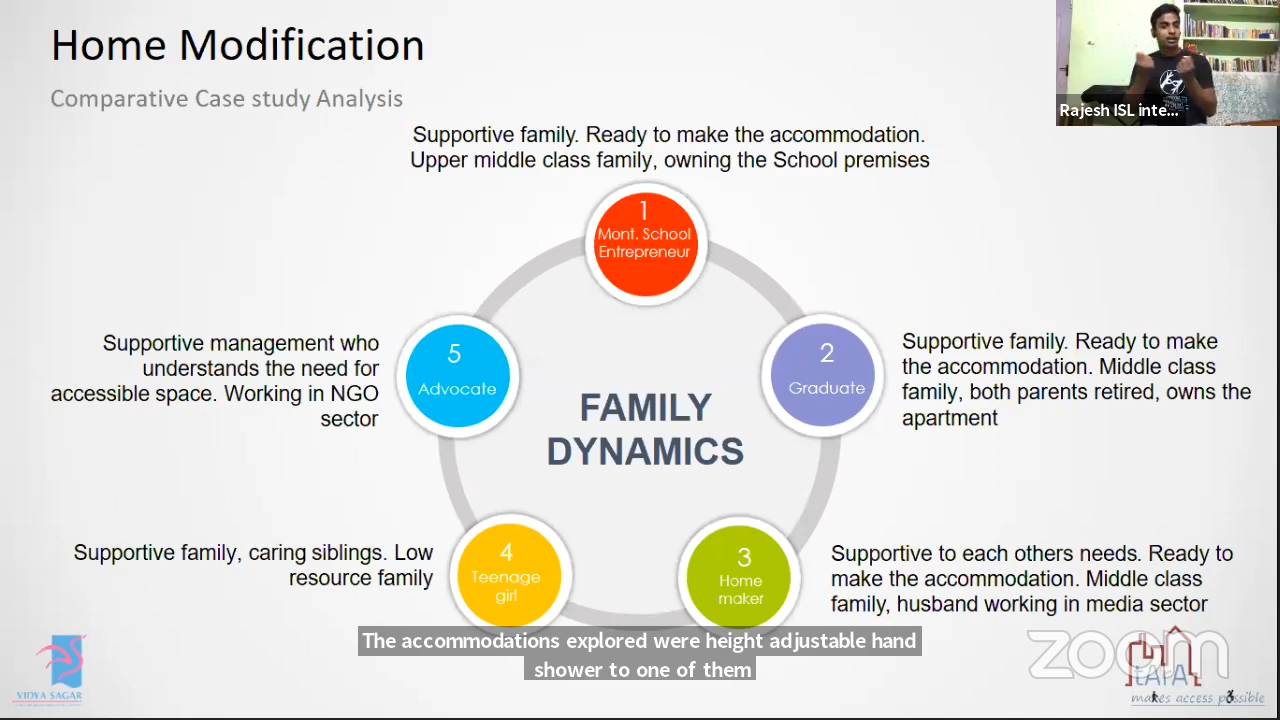 Home Modification
Comparative Case study Analysis
Rajesh ISL inte...
Supportive family. Ready to make the accommodation.
Upper middle class family, owning the School premises
1
Mont. School
Entrepreneur
2
Graduate
Supportive family. Ready to make
the accommodation. Middle class
family, both parents retired, owns the
apartment
3
Home
maker
Supportive to each others needs. Ready to
make the accommodation. Middle class
family, husband working in media sector
4
Teenage
girl
Supportive family, caring siblings. Low
resource family
5
Advocate
Supportive management who
understands the need for
accessible space. Working in NGO
sector
FAMILY
DYNAMICS
The accommodations explored were height adjustable hand
shower to one of them
VIDYA SAGAR
zoom
makes access possible